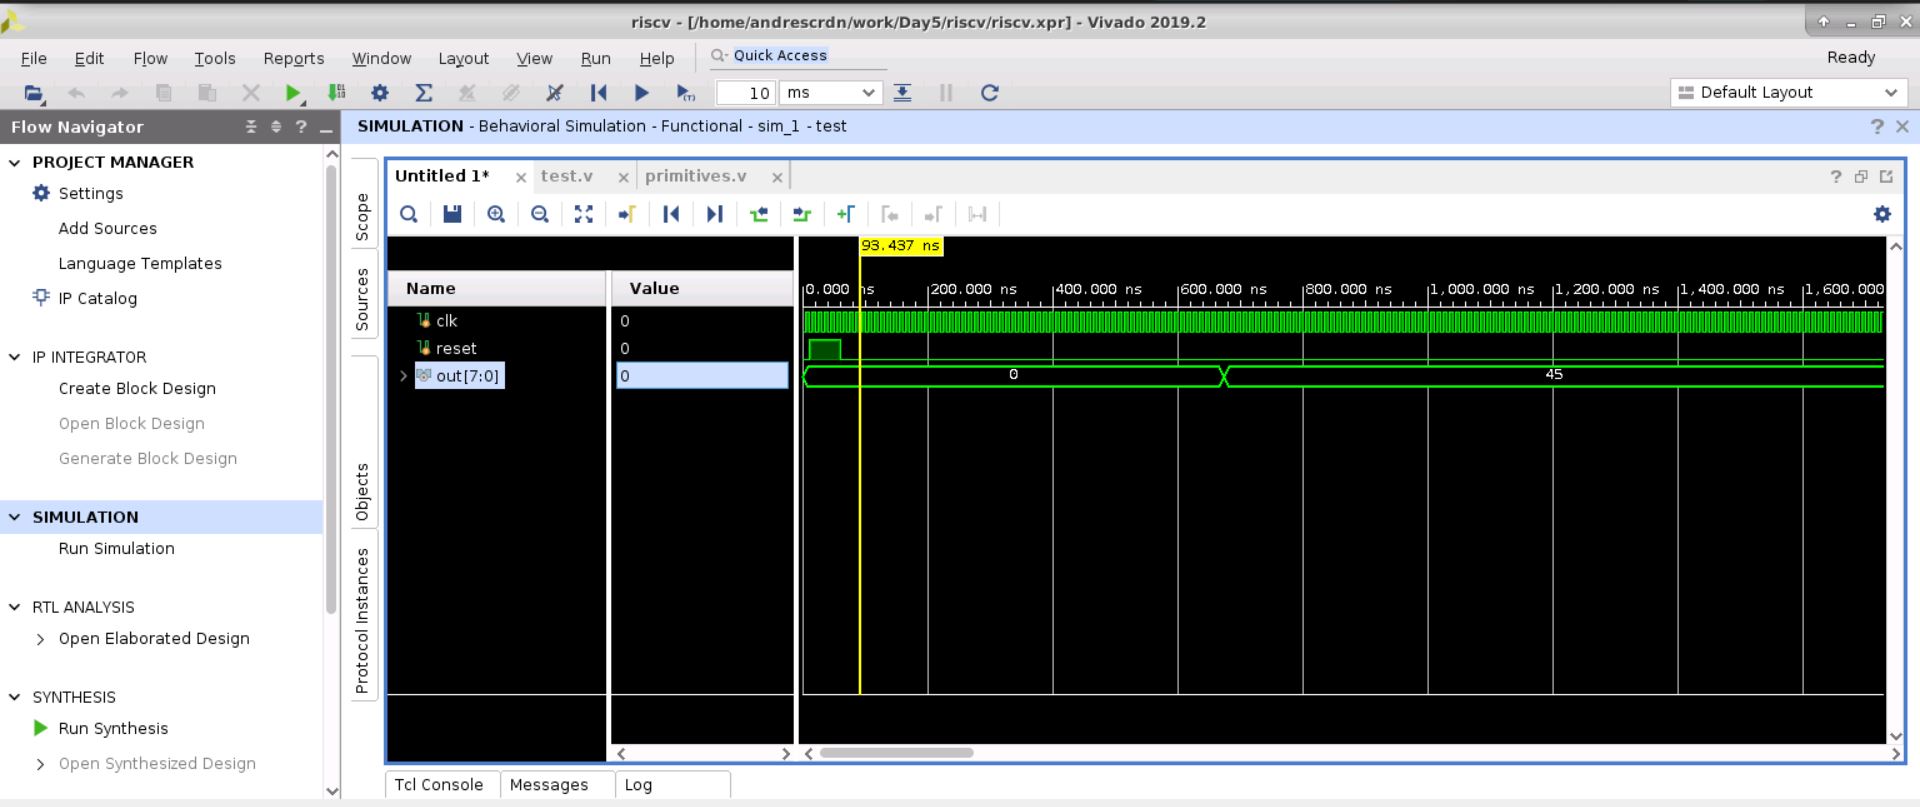 riscv - [/home/andrescrdn/work/Day5/riscv/riscv.xpr] - Vivado 2019.2
File Edit Flow Tools Reports Window Layout View Run Help Quick Access Ready
10 ms Default Layout
Flow Navigator
PROJECT MANAGER
Settings
Add Sources
Language Templates
IP Catalog
IP INTEGRATOR
Create Block Design
Open Block Design
Generate Block Design
SIMULATION
Run Simulation
RTL ANALYSIS
Open Elaborated Design
SYNTHESIS
Run Synthesis
Open Synthesized Design
SIMULATION - Behavioral Simulation - Functional - sim_1 - test
Scope
Sources
Objects
Protocol Instances
Untitled 1* test.v primitives.v
93.437 ns
Name Value
0.000 ns 200.000 ns 400.000 ns 600.000 ns 800.000 ns 1,000.000 ns 1,200.000 ns 1,400.000 ns 1,600.000
clk 0
reset 0
out[7:0] 0 0 45
Tcl Console Messages Log